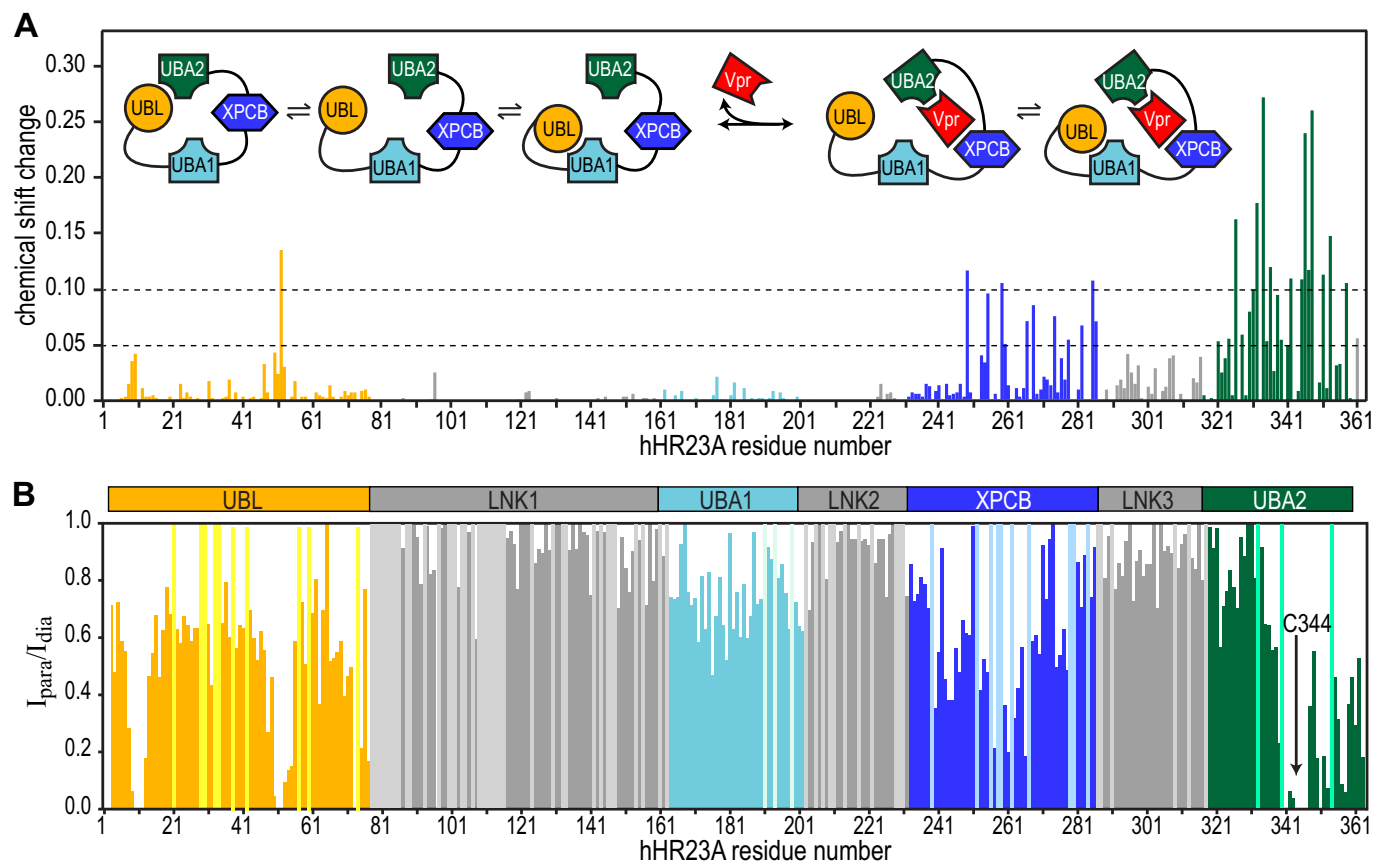 A
chemical shift change
0.30
0.25
0.20
0.15
0.10
0.05
0.00
UBA2
UBL
XPCB
UBA1
UBA2
UBL
XPCB
UBA1
UBA2
UBL
XPCB
UBA1
Vpr
UBA2
UBL
Vpr
XPCB
UBA1
UBA2
UBL
Vpr
XPCB
UBA1
1 21 41 61 81 101 121 141 161 181 201 221 241 261 281 301 321 341 361
hHR23A residue number
B
UBL LNK1 UBA1 LNK2 XPCB LNK3 UBA2
Ipara/Idia
1.0
0.8
0.6
0.4
0.2
0.0
C344
1 21 41 61 81 101 121 141 161 181 201 221 241 261 281 301 321 341 361
hHR23A residue number